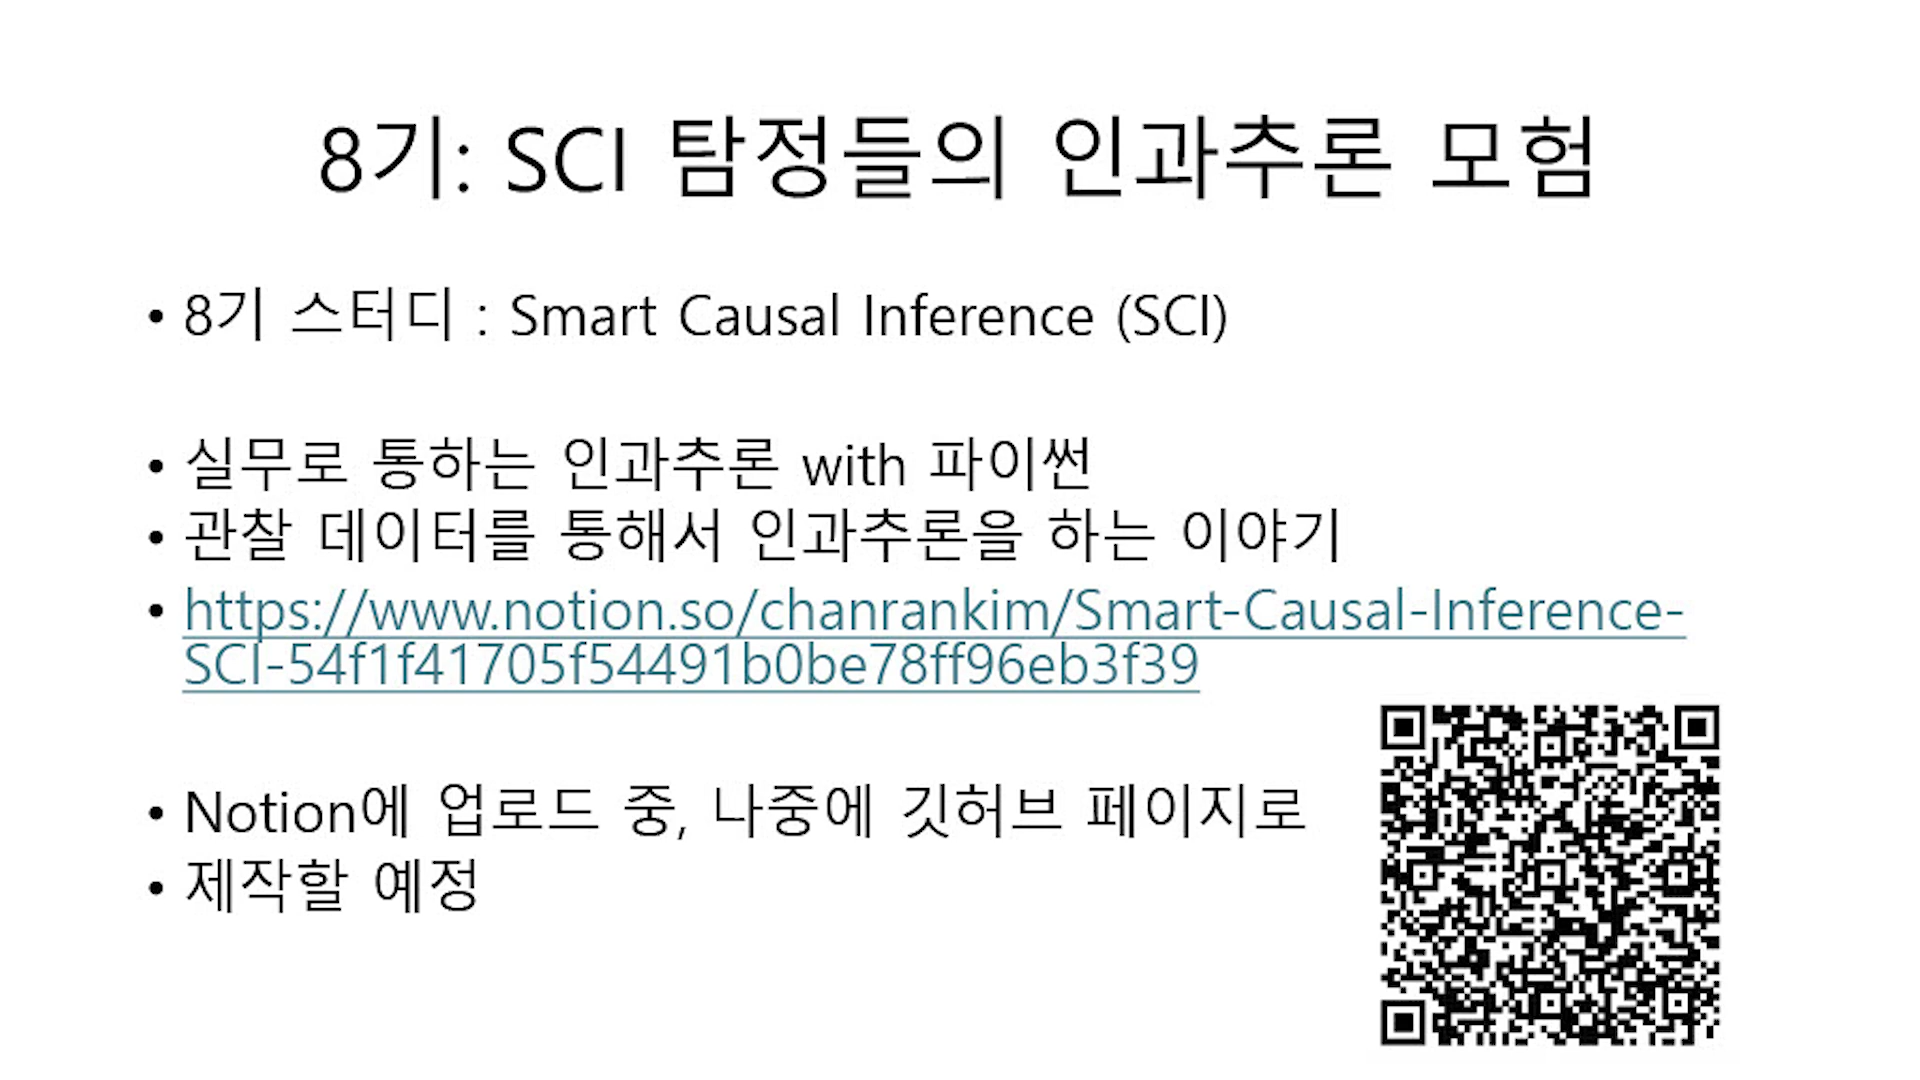 8기: SCI 탐정들의 인과추론 모험
• 8기 스터디 : Smart Causal Inference (SCI)
• 실무로 통하는 인과추론 with 파이썬
• 관찰 데이터를 통해서 인과추론을 하는 이야기
• https://www.notion.so/chanrankim/Smart-Causal-Inference-
SCI-54f1f41705f54491b0be78ff96eb3f39
• Notion에 업로드 중, 나중에 깃허브 페이지로
• 제작할 예정